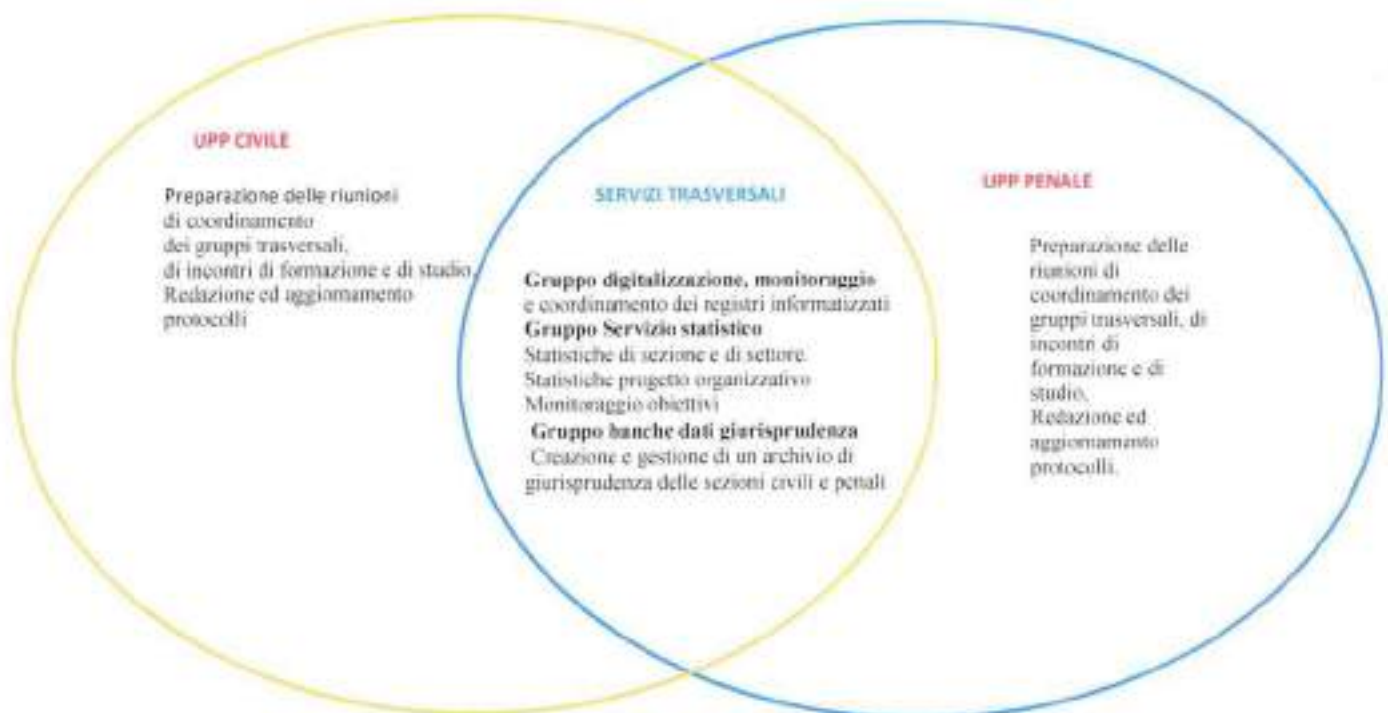 UPP CIVILE
Preparazione delle riunioni
di coordinamento
dei gruppi trasversali,
di incontri di formazione e di studio.
Redazione ed aggiornamento
protocolli
SERVIZI TRASVERSALI
Gruppo digitalizzazione, monitoraggio
e coordinamento dei registri informatizzati
Gruppo Servizio statistico
Statistiche di sezione e di settore
Statistiche progetto organizzativo
Monitoraggio obiettivi
Gruppo banche dati giurisprudenza
Creazione e gestione di un archivio di
giurisprudenza delle sezioni civili e penali
UPP PENALE
Preparazione delle
riunioni di
coordinamento dei
gruppi trasversali, di
incontri di
formazione e di
studio.
Redazione ed
aggiornamento
protocolli.